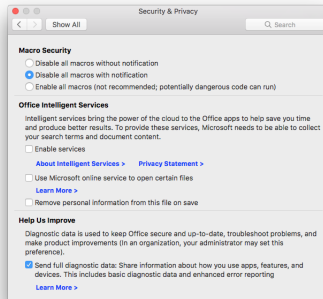 Security & Privacy
Show All
Search
Macro Security
Disable all macros without notification
Disable all macros with notification
Enable all macros (not recommended; potentially dangerous code can run)
Office Intelligent Services
Intelligent services bring the power of the cloud to the Office apps to help save you time
and produce better results. To provide these services, Microsoft needs to be able to collect
your search terms and document content.
Enable services
About Intelligent Services >    Privacy Statement >
Use Microsoft online service to open certain files
Learn More >
Remove personal information from this file on save
Help Us Improve
Diagnostic data is used to keep Office secure and up-to-date, troubleshoot problems, and
make product improvements (In an organization, your administrator may set this
preference).
Send full diagnostic data: Share information about how you use apps, features, and
devices. This includes basic diagnostic data and enhanced error reporting
Learn More >